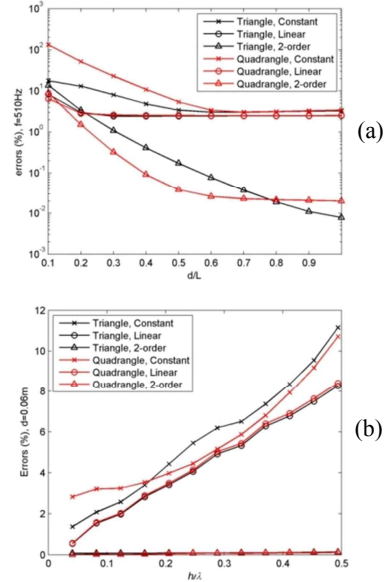 10³
10²
10¹
10⁰
10⁻¹
10⁻²
10⁻³
errors (%), f=510Hz
Triangle, Constant
Triangle, Linear
Triangle, 2-order
Quadrangle, Constant
Quadrangle, Linear
Quadrangle, 2-order
0.1 0.2 0.3 0.4 0.5 0.6 0.7 0.8 0.9
d/L
(a)
12
10
8
6
4
2
0
Errors (%), d=0.06m
Triangle, Constant
Triangle, Linear
Triangle, 2-order
Quadrangle, Constant
Quadrangle, Linear
Quadrangle, 2-order
0 0.1 0.2 0.3 0.4 0.5
h/λ
(b)